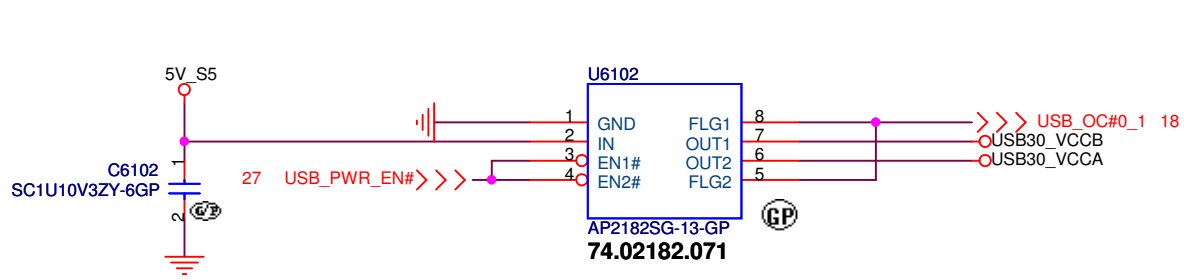 5V_S5
U6102
1 GND FLG1 8 USB_OC#0_1 18
2 IN OUT1 7 USB30_VCCB
3 EN1# OUT2 6 USB30_VCCA
27 USB_PWR_EN# 4 EN2# FLG2 5
C6102 1
SC1U10V3ZY-6GP
2 G/P
GP
AP2182SG-13-GP
74.02182.071